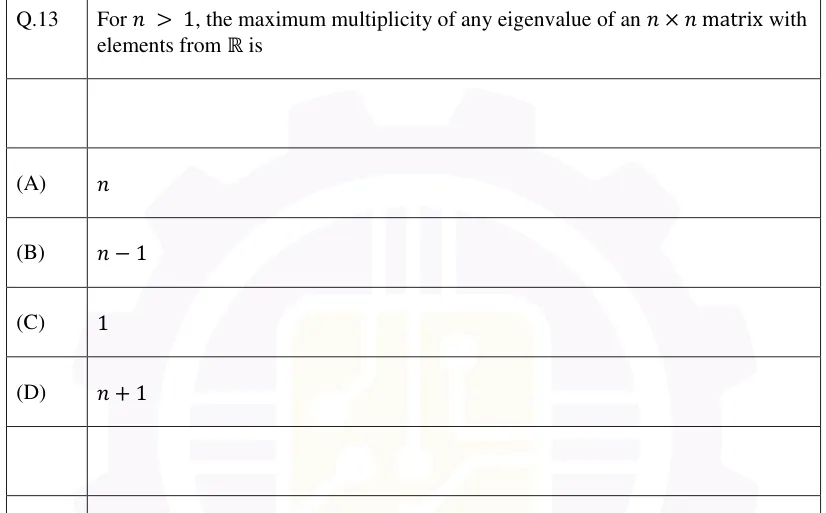 Q.13 For 𝑛 > 1, the maximum multiplicity of any eigenvalue of an 𝑛 × 𝑛 matrix with
elements from ℝ is
(A) 𝑛
(B) 𝑛 − 1
(C) 1
(D) 𝑛 + 1